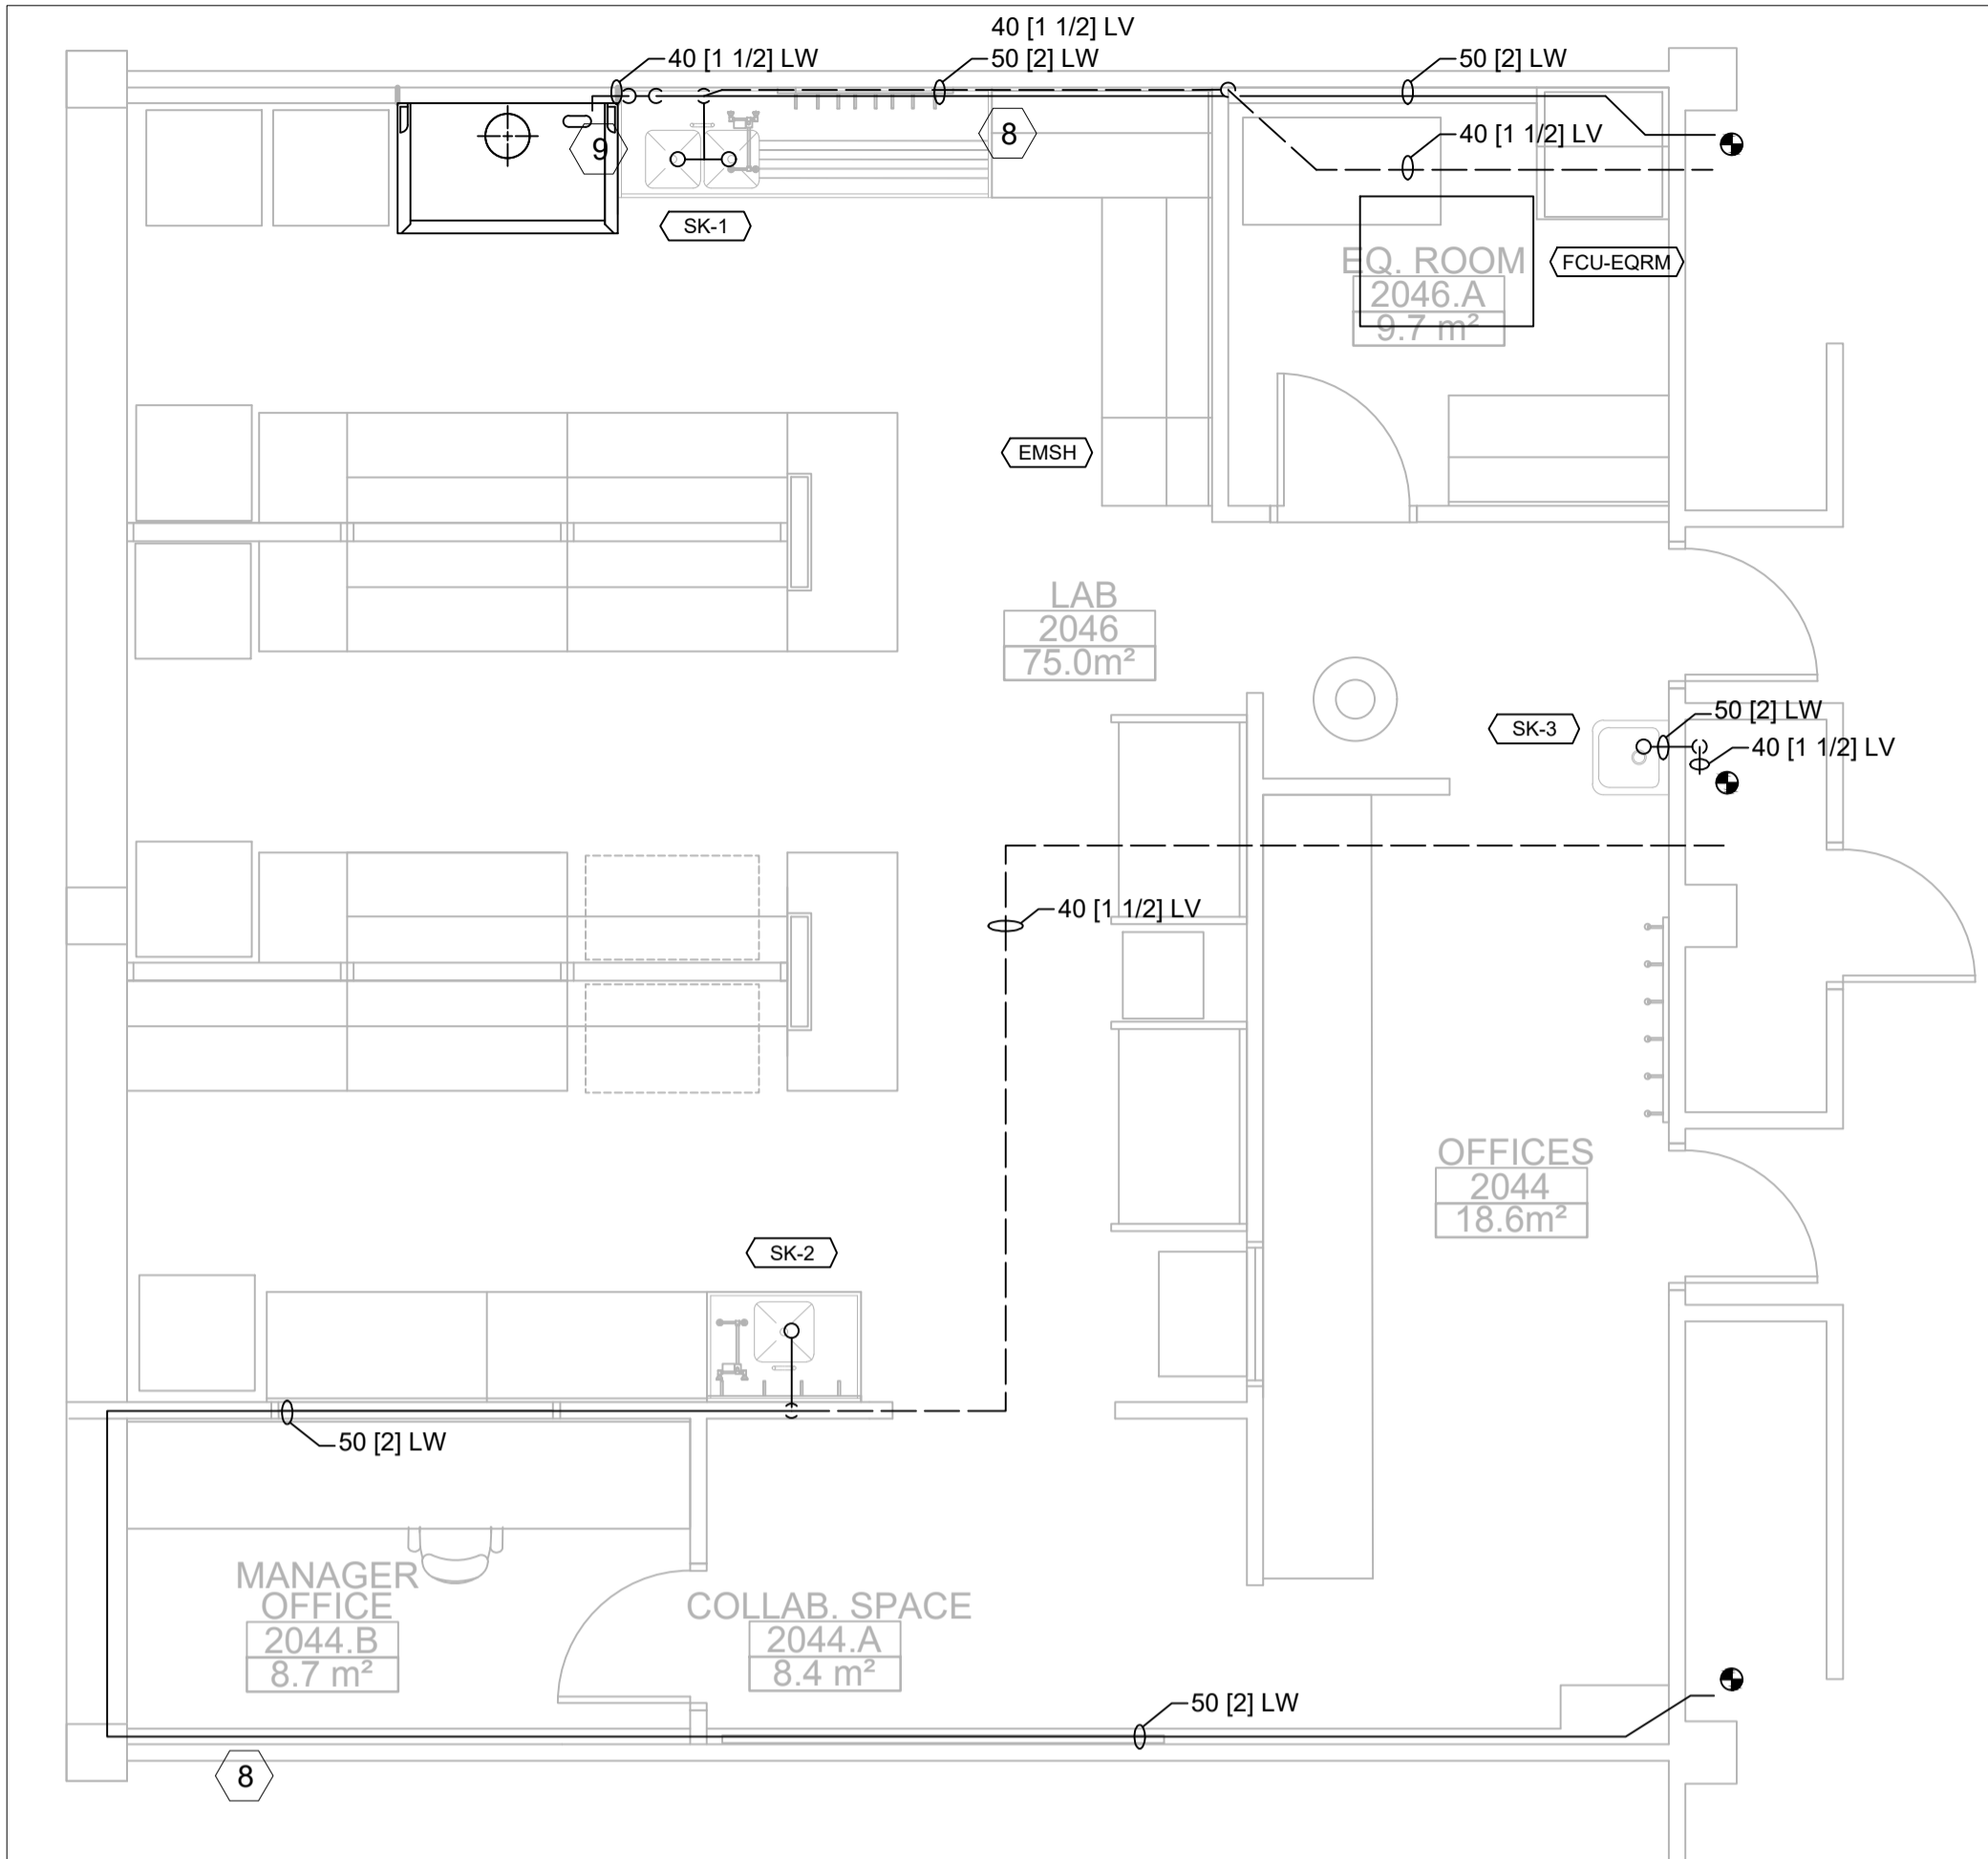 40 [1 1/2] LV
40 [1 1/2] LW
50 [2] LW
50 [2] LW
9
8
40 [1 1/2] LV
SK-1
EQ. ROOM
2046.A
9.7 m²
FCU-EQRM
EMSH
LAB
2046
75.0m²
SK-3
50 [2] LW
40 [1 1/2] LV
40 [1 1/2] LV
OFFICES
2044
18.6m²
SK-2
50 [2] LW
MANAGER
OFFICE
2044.B
8.7 m²
COLLAB. SPACE
2044.A
8.4 m²
50 [2] LW
8